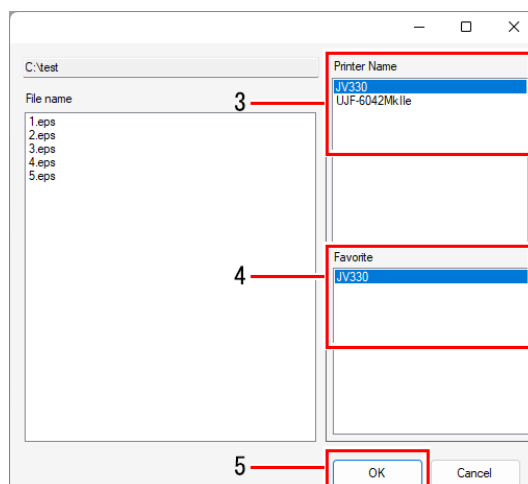 C:\test
File name
1.eps
2.eps
3.eps
4.eps
5.eps
3
Printer Name
JV330
UJF-6042MkIIe
4
Favorite
JV330
5
OK
Cancel